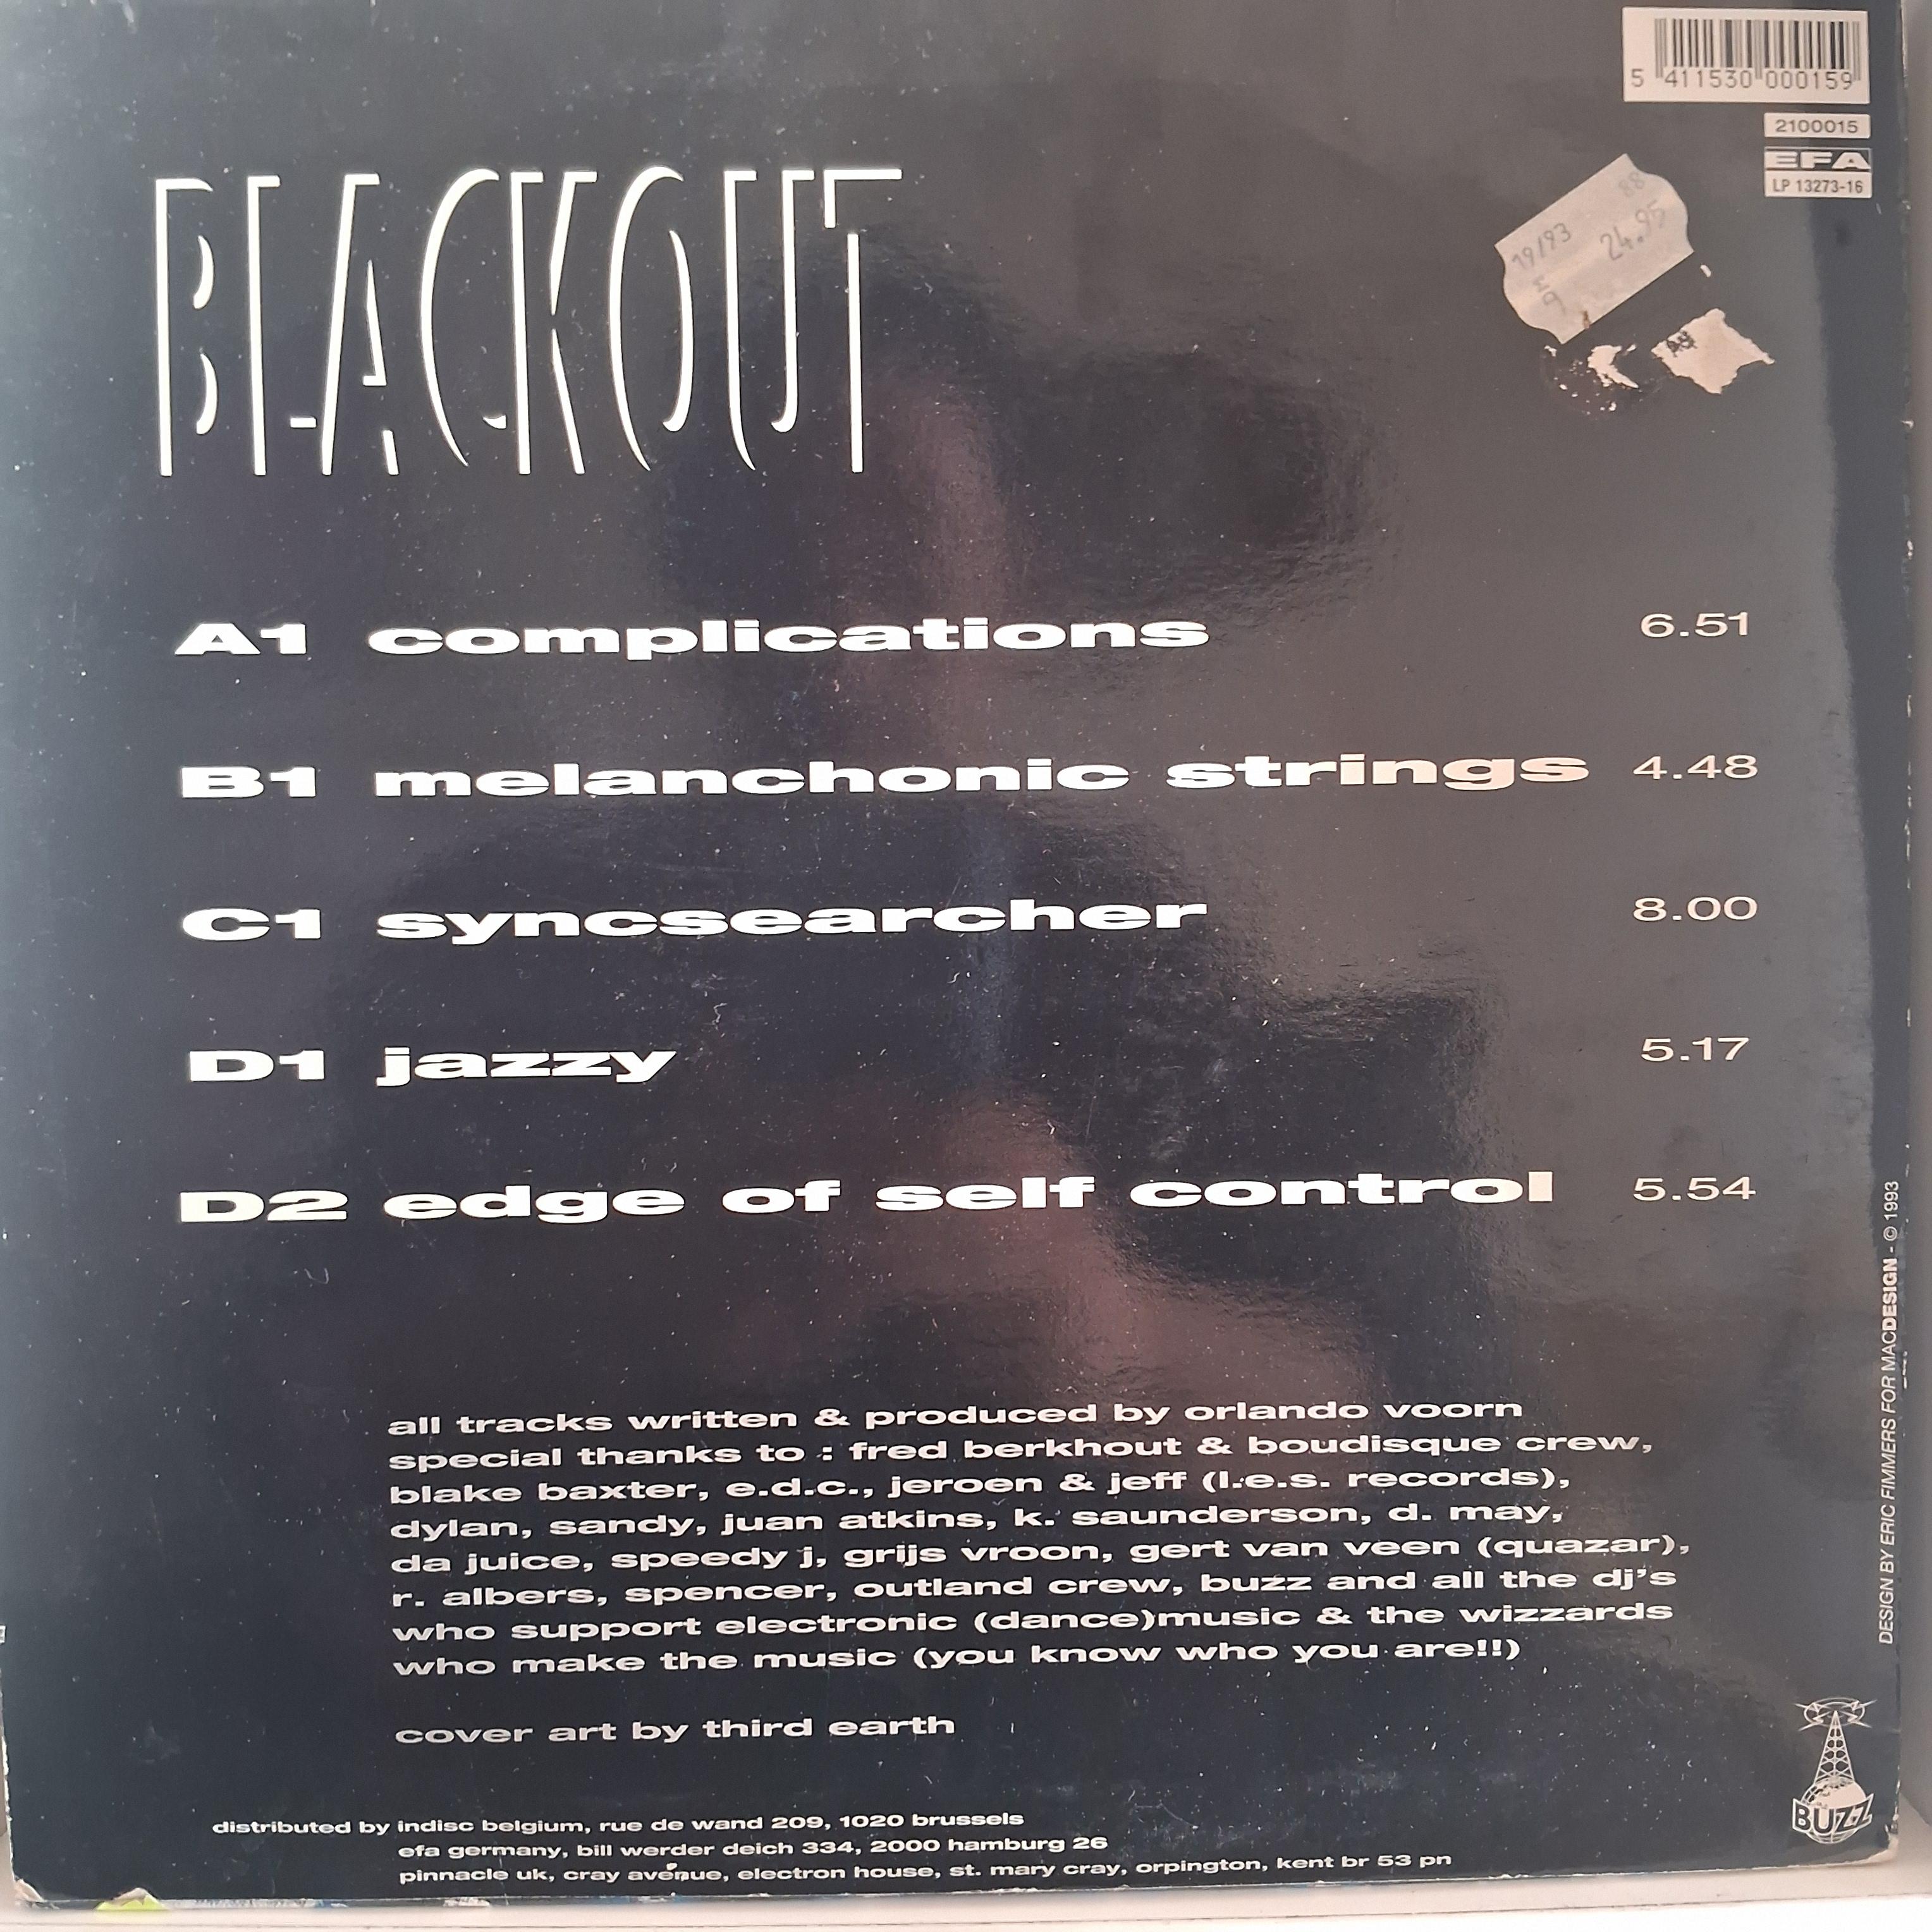 5 411530 000159
2100015
EFA
LP 13273-16
88
19/93 24.95
BLACKOUT
A1 complications 6.51
B1 melanchonic strings 4.48
C1 syncsearcher 8.00
D1 jazzy 5.17
D2 edge of self control 5.54
all tracks written & produced by orlando voorn
special thanks to : fred berkhout & boudisque crew,
blake baxter, e.d.c., jeroen & jeff (l.e.s. records),
dylan, sandy, juan atkins, k. saunderson, d. may,
da juice, speedy j, grijs vroon, gert van veen (quazar),
r. albers, spencer, outland crew, buzz and all the dj's
who support electronic (dance)music & the wizzards
who make the music (you know who you are!!)
cover art by third earth
DESIGN BY ERIC FIMMERS FOR MACDESIGN - © 1993
BUZZ
distributed by indisc belgium, rue de wand 209, 1020 brussels
efa germany, bill werder deich 334, 2000 hamburg 26
pinnacle uk, cray avenue, electron house, st. mary cray, orpington, kent br 53 pn